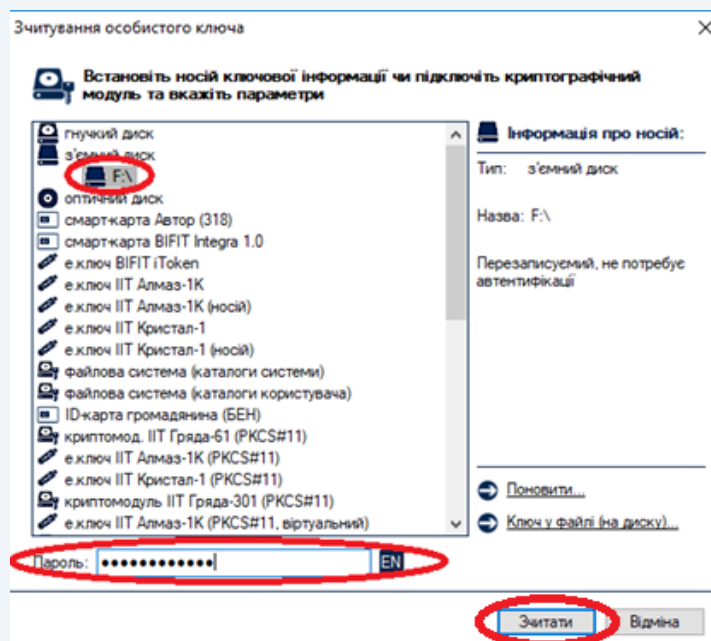 Зчитування особистого ключа
Встановіть носій ключової інформації чи підключіть криптографічний
модуль та вкажіть параметри
гнучкий диск
з'ємний диск
F:\
оптичний диск
смарт-карта Автор (318)
смарт-карта BIFIT Integra 1.0
е.ключ BIFIT iToken
е.ключ ІІТ Алмаз-1К
е.ключ ІІТ Алмаз-1К (носій)
е.ключ ІІТ Кристал-1
е.ключ ІІТ Кристал-1 (носій)
файлова система (каталоги системи)
файлова система (каталоги користувача)
ID-карта громадянина (БЕН)
криптомод. ІІТ Гряда-61 (PKCS#11)
е.ключ ІІТ Алмаз-1К (PKCS#11)
е.ключ ІІТ Кристал-1 (PKCS#11)
криптомодуль ІІТ Гряда-301 (PKCS#11)
е.ключ ІІТ Алмаз-1К (PKCS#11, віртуальний)
Інформація про носій:
Тип: з'ємний диск
Назва: F:\
Перезаписуемий, не потребує
автентифікації
Поновити...
Ключ у файлі (на диску)...
Пароль: ●●●●●●●●●●●● EN
Зчитати Відміна